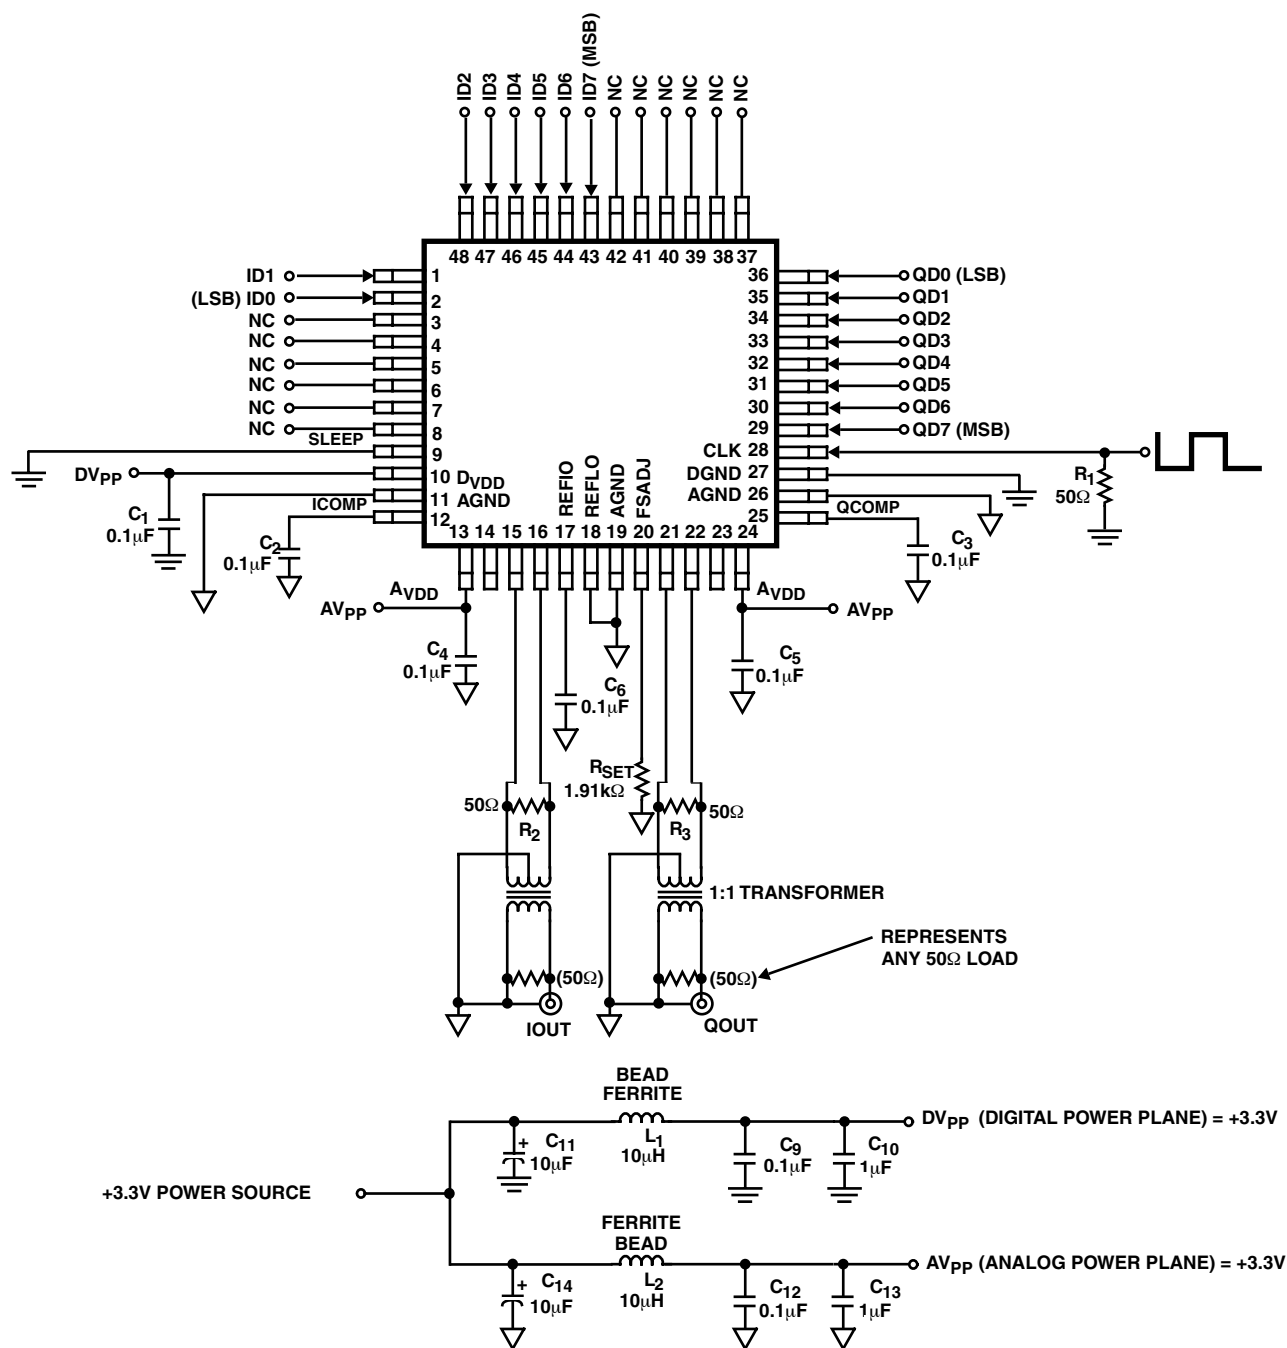 ID2
ID3
ID4
ID5
ID6
ID7 (MSB)
NC
NC
NC
NC
NC
NC
48 47 46 45 44 43 42 41 40 39 38 37
ID1 1
(LSB) ID0 2
NC 3
NC 4
NC 5
NC 6
NC 7
NC 8
SLEEP 9
DVPP 10 DVDD
11 AGND
ICOMP 12
36 QD0 (LSB)
35 QD1
34 QD2
33 QD3
32 QD4
31 QD5
30 QD6
29 QD7 (MSB)
CLK 28
DGND 27
AGND 26
25 QCOMP
R1
50Ω
C1
0.1μF
C2
0.1μF
C3
0.1μF
REFIO
REFLO
AGND
FSADJ
13 14 15 16 17 18 19 20 21 22 23 24
AVPP AVDD
C4
0.1μF
AVDD AVPP
C5
0.1μF
C6
0.1μF
RSET
1.91kΩ
50Ω
R2
R3
50Ω
1:1 TRANSFORMER
REPRESENTS
ANY 50Ω LOAD
(50Ω)
(50Ω)
IOUT
QOUT
BEAD
FERRITE
L1
10μH
+ C11
10μF
C9
0.1μF
C10
1μF
DVPP (DIGITAL POWER PLANE) = +3.3V
+3.3V POWER SOURCE
FERRITE
BEAD
L2
10μH
+ C14
10μF
C12
0.1μF
C13
1μF
AVPP (ANALOG POWER PLANE) = +3.3V